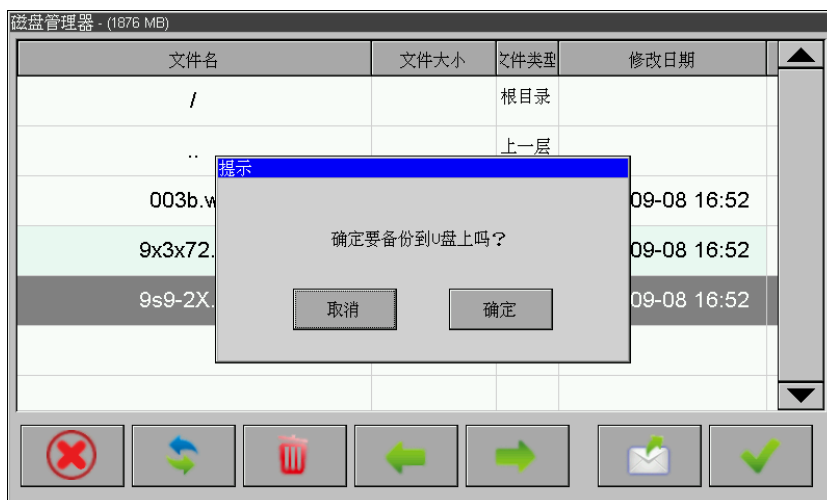 磁盘管理器 - (1876 MB)
文件名 文件大小 文件类型 修改日期
/ 根目录
.. 上一层
提示
003b.w 09-08 16:52
确定要备份到U盘上吗?
9x3x72. 09-08 16:52
9s9-2X. 09-08 16:52
取消 确定